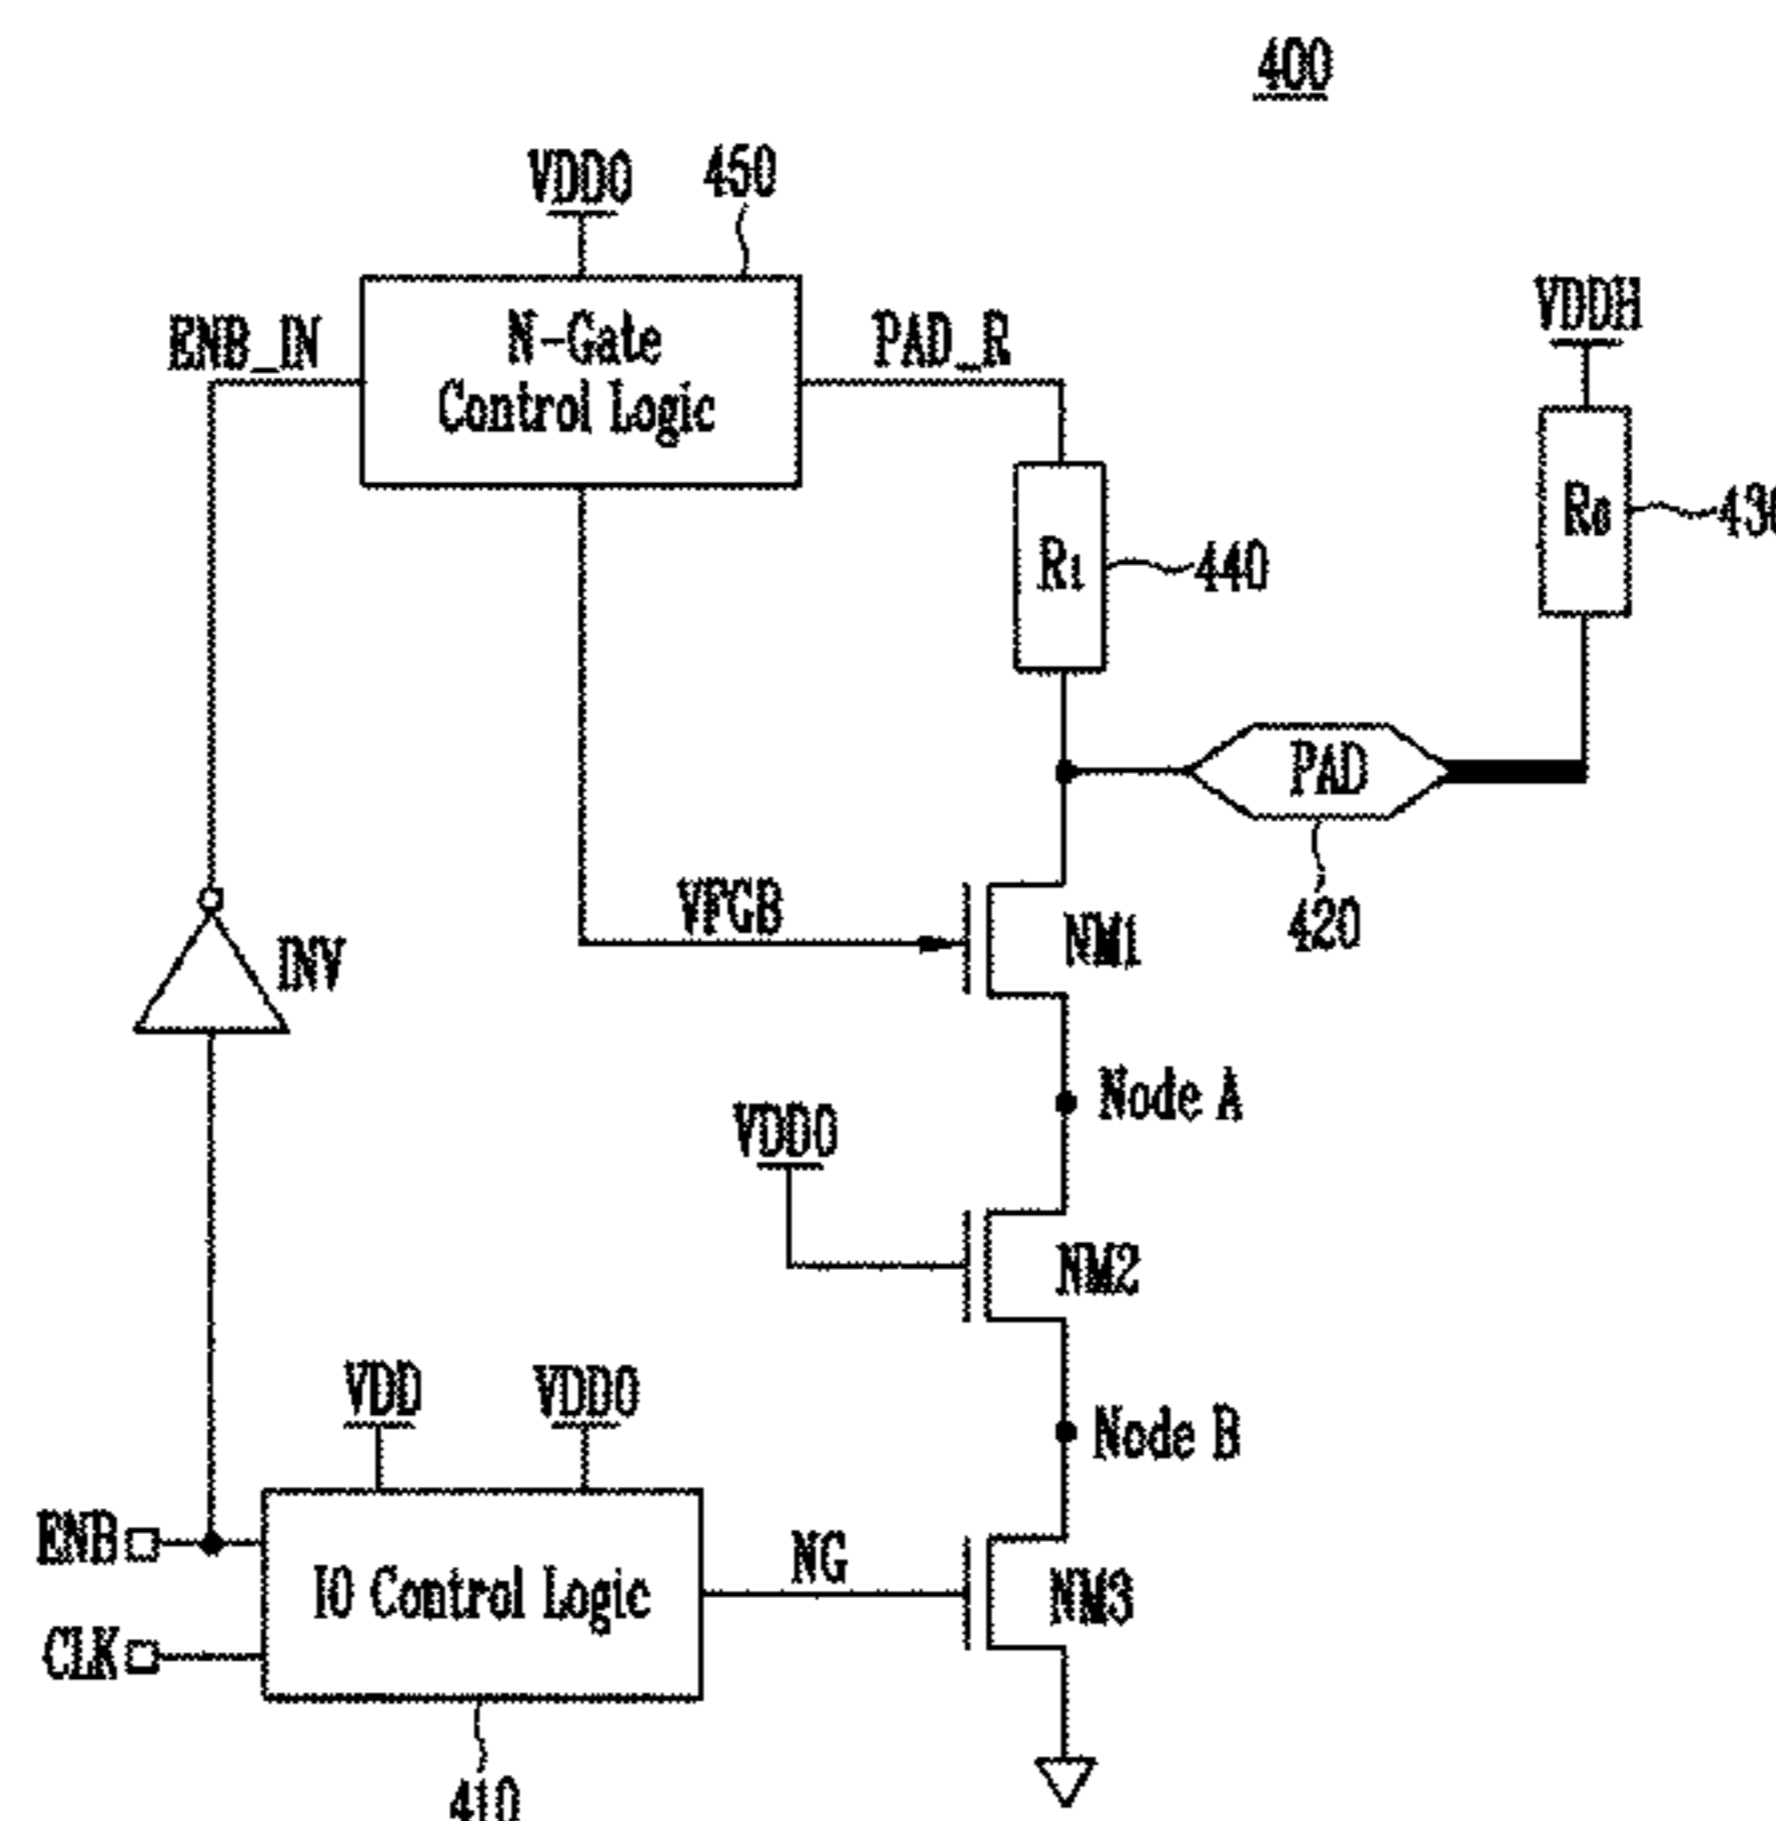 400
VDDO
450
ENB_IN
N-Gate
Control Logic
PAD_R
VDDH
R0
R1
440
PAD
420
VFGB
NM1
INV
Node A
VDDO
NM2
VDD
VDDO
Node B
ENB
NG
IO Control Logic
NM3
CLK
410